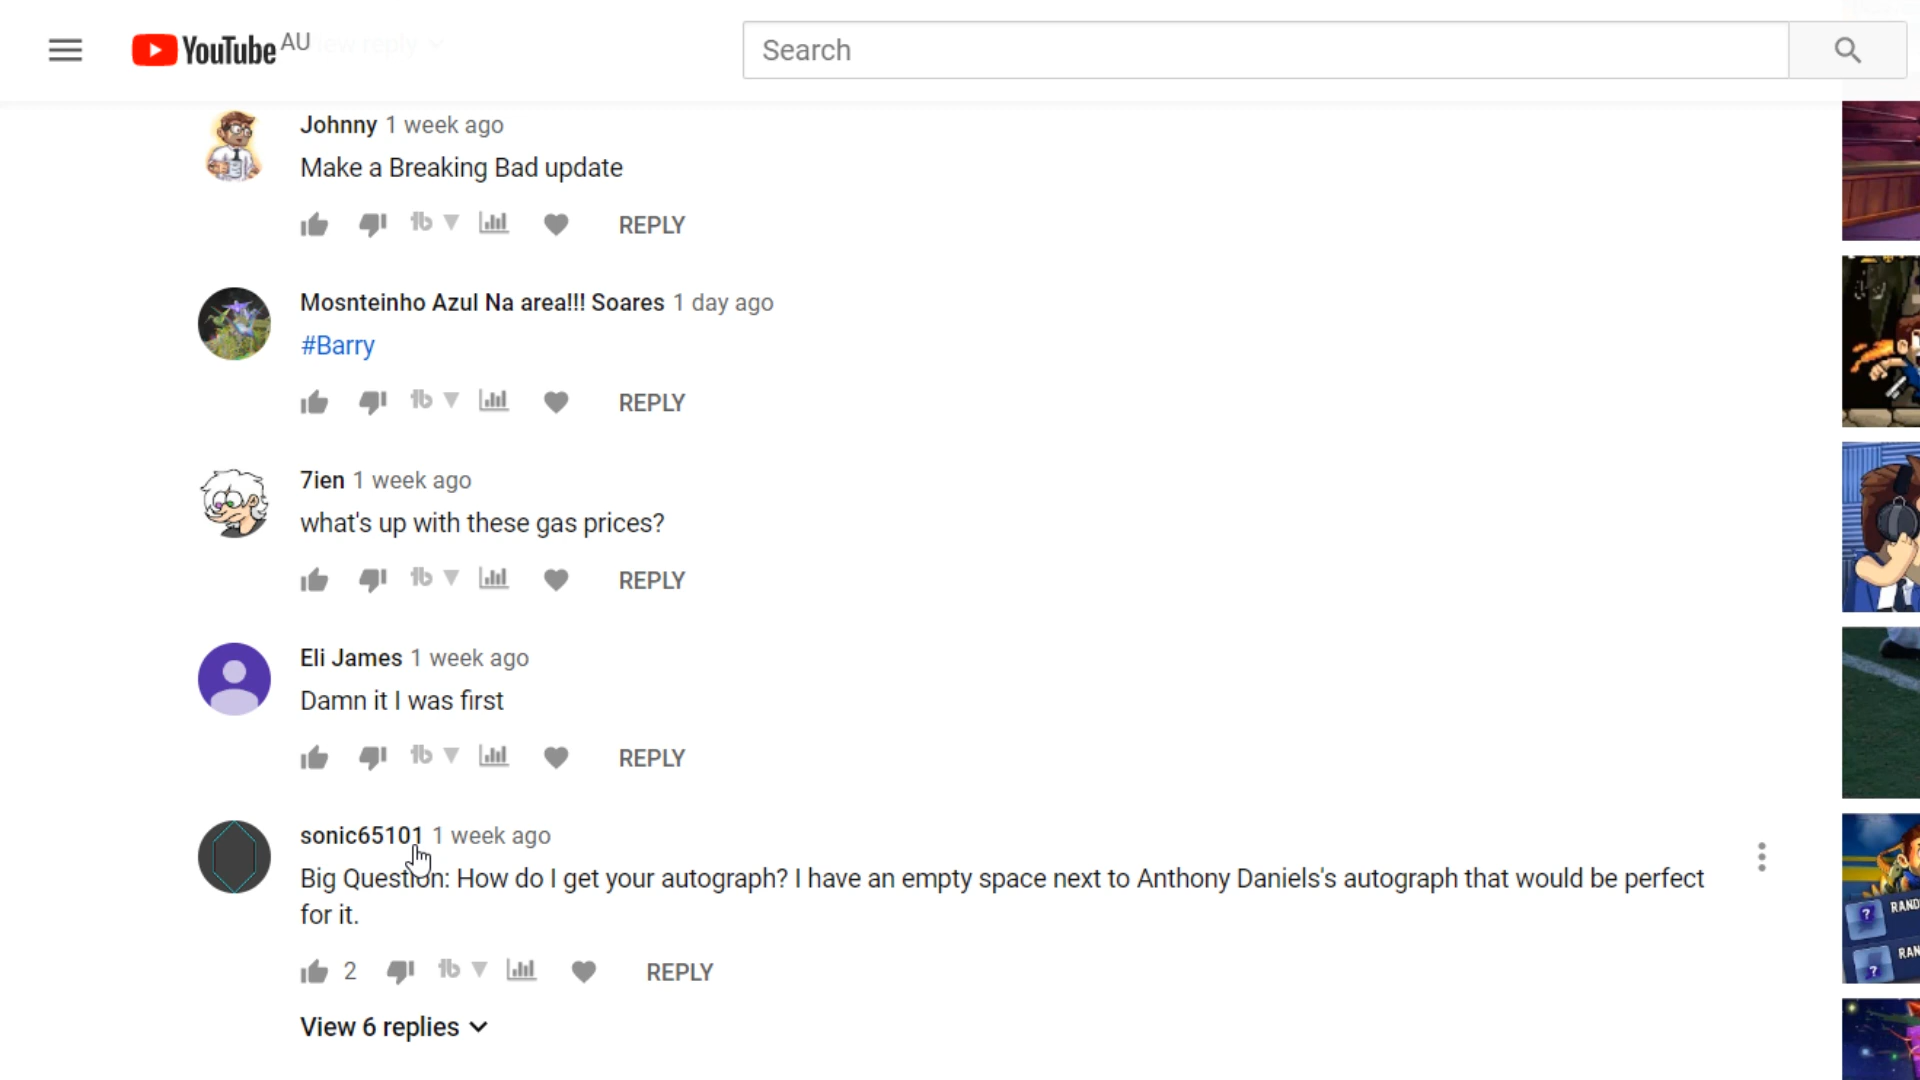 YouTube AU
Search
Johnny 1 week ago
Make a Breaking Bad update
REPLY
Mosnteinho Azul Na area!!! Soares 1 day ago
#Barry
REPLY
7ien 1 week ago
what's up with these gas prices?
REPLY
Eli James 1 week ago
Damn it I was first
REPLY
sonic65101 1 week ago
Big Question: How do I get your autograph? I have an empty space next to Anthony Daniels's autograph that would be perfect
for it.
2 REPLY
View 6 replies